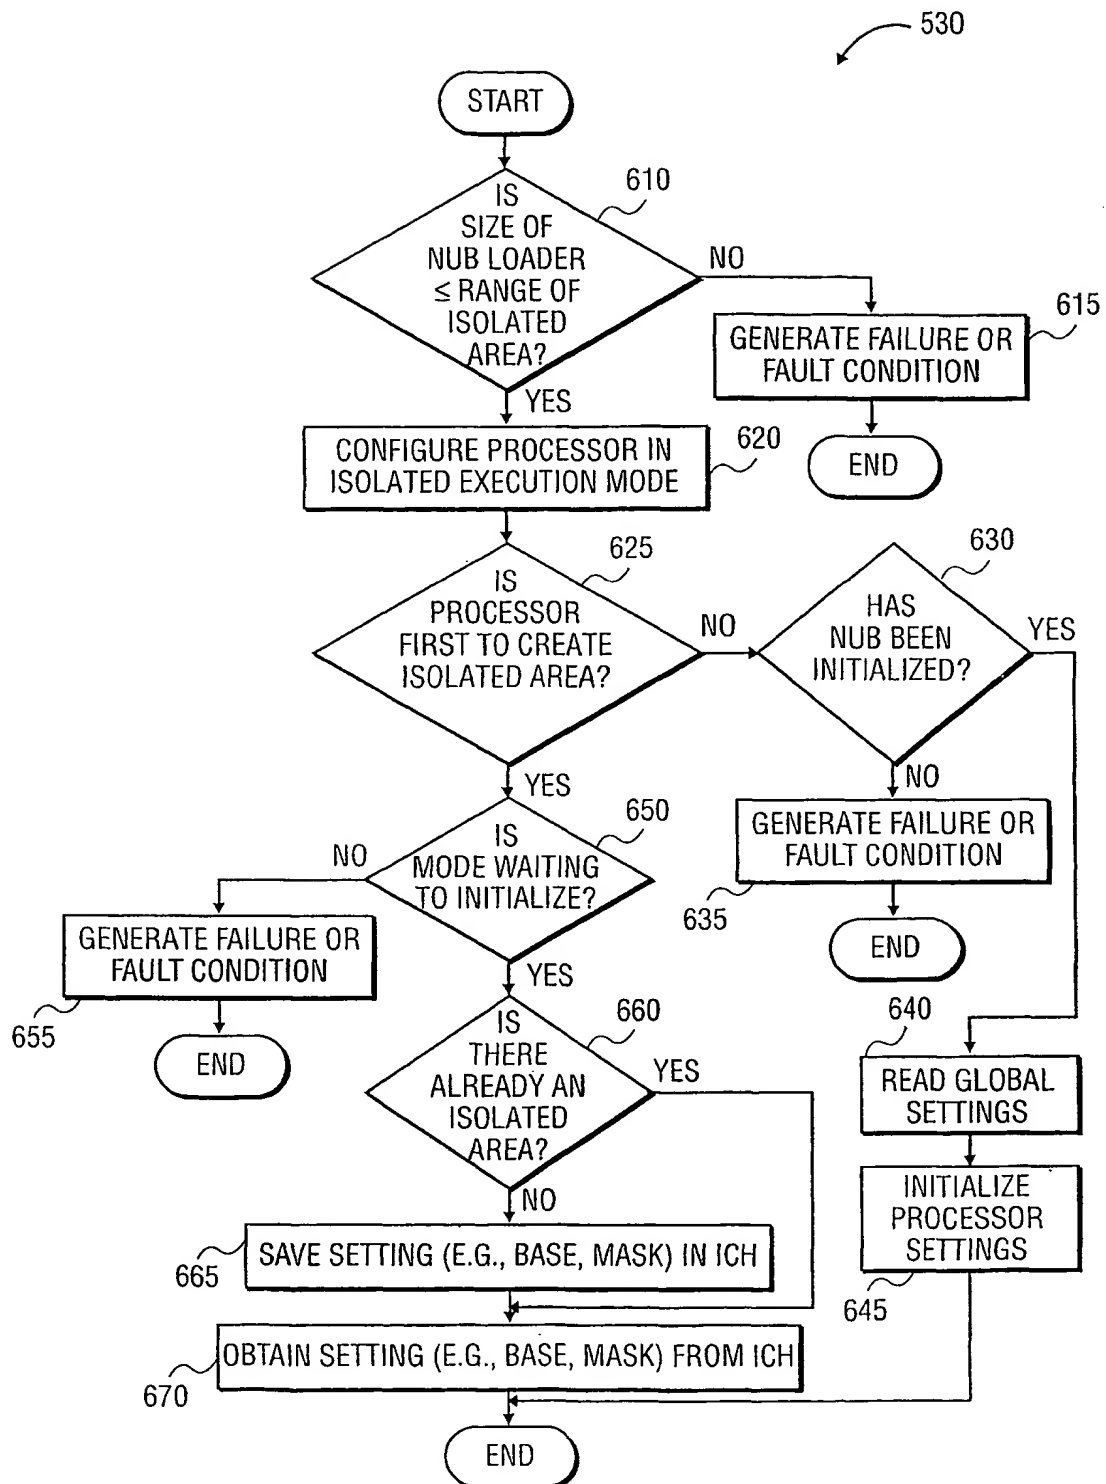 530
START
610
IS
SIZE OF
NUB LOADER
≤ RANGE OF
ISOLATED
AREA?
NO
YES
615
GENERATE FAILURE OR
FAULT CONDITION
END
620
CONFIGURE PROCESSOR IN
ISOLATED EXECUTION MODE
625
IS
PROCESSOR
FIRST TO CREATE
ISOLATED AREA?
NO
YES
630
HAS
NUB BEEN
INITIALIZED?
YES
NO
GENERATE FAILURE OR
FAULT CONDITION
635
END
650
IS
MODE WAITING
TO INITIALIZE?
NO
YES
GENERATE FAILURE OR
FAULT CONDITION
655
END
660
IS
THERE
ALREADY AN
ISOLATED
AREA?
YES
NO
640
READ GLOBAL
SETTINGS
INITIALIZE
PROCESSOR
SETTINGS
645
SAVE SETTING (E.G., BASE, MASK) IN ICH
665
OBTAIN SETTING (E.G., BASE, MASK) FROM ICH
670
END